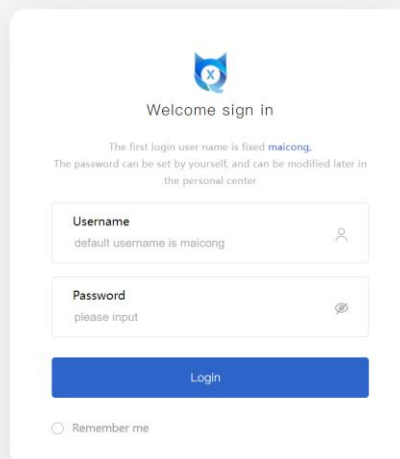 X
Welcome sign in
The first login user name is fixed maicong,
The password can be set by yourself, and can be modified later in
the personal center
Username
default username is maicong
Password
please input
Login
Remember me